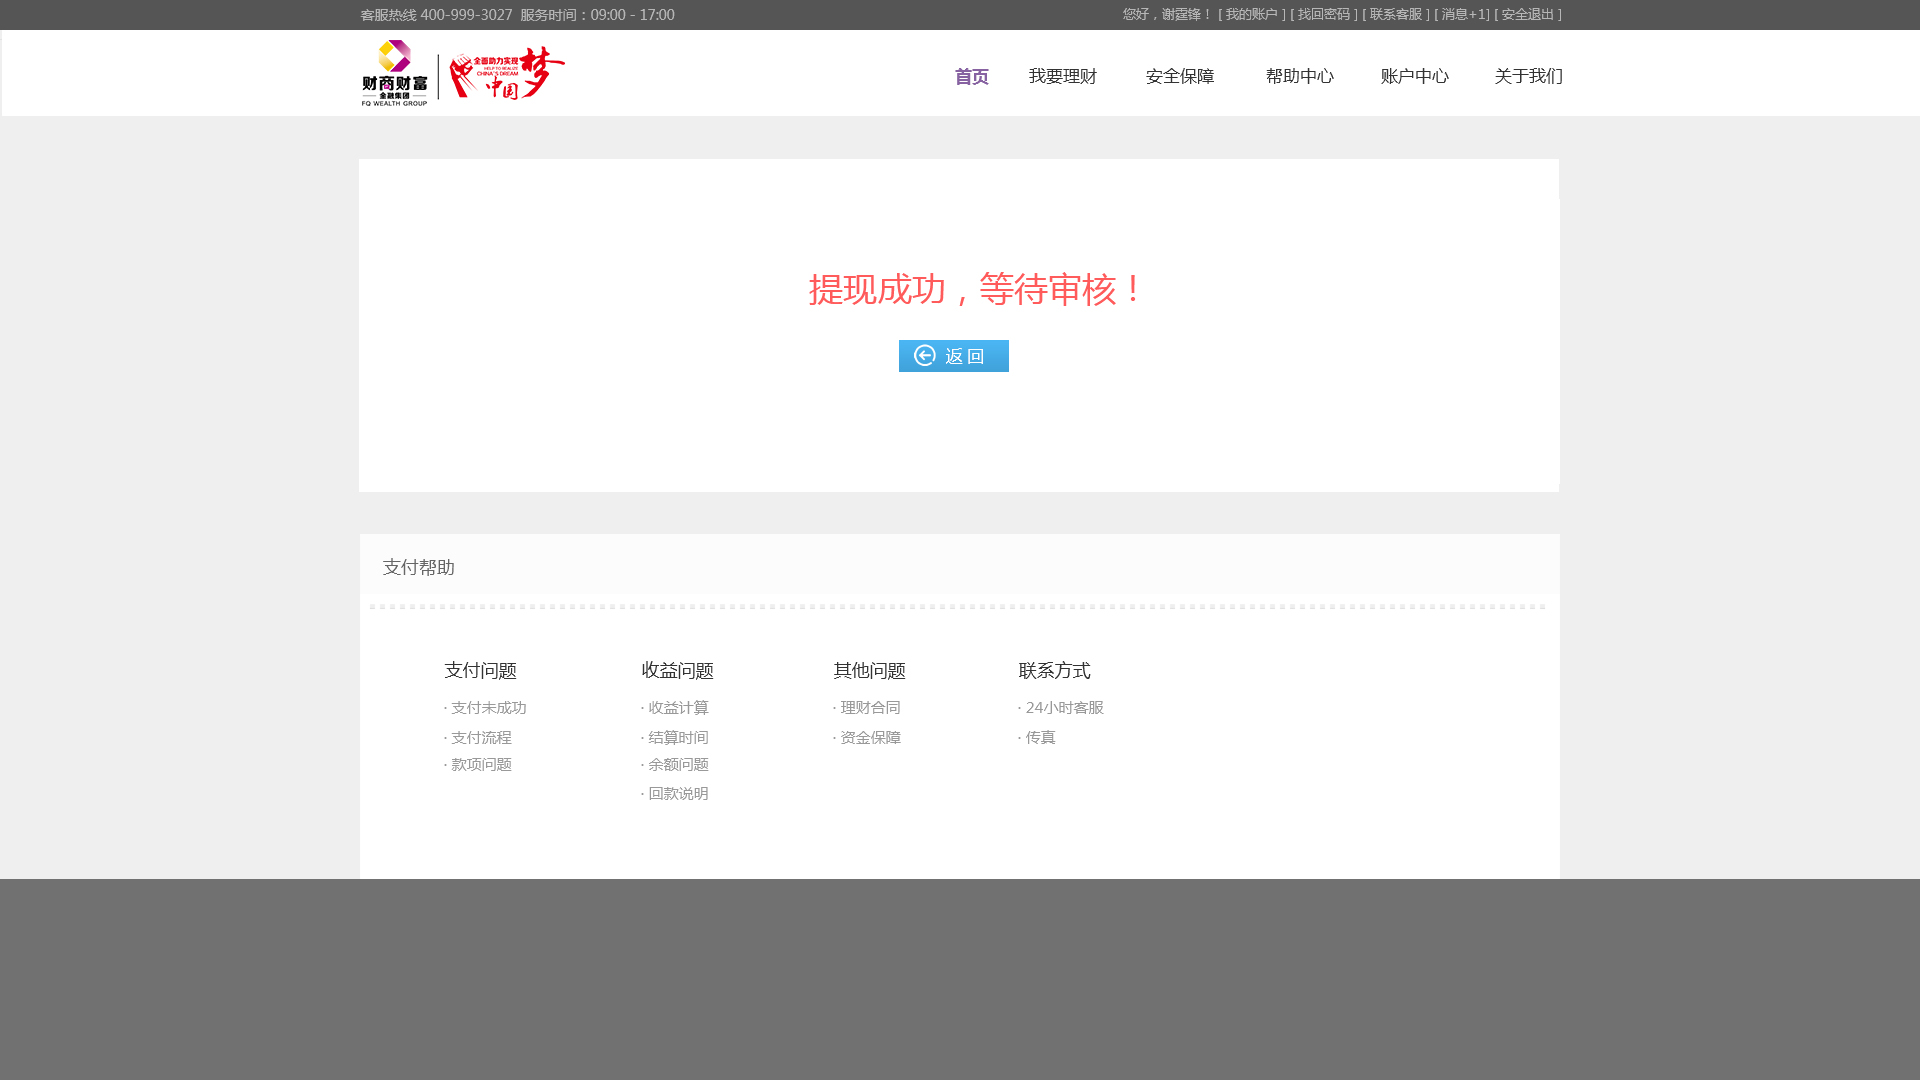 客服热线 400-999-3027 服务时间：09:00 - 17:00
您好，谢霆锋！ [ 我的账户 ] [ 找回密码 ] [ 联系客服 ] [ 消息+1] [ 安全退出 ]
财商财富
金融集团
FQ WEALTH GROUP
全面助力实现
HELP TO REALIZE
CHINA'S DREAM
中国
梦
首页 我要理财 安全保障 帮助中心 账户中心 关于我们
提现成功，等待审核！
返 回
支付帮助
支付问题 收益问题 其他问题 联系方式
· 支付未成功 · 收益计算 · 理财合同 · 24小时客服
· 支付流程 · 结算时间 · 资金保障 · 传真
· 款项问题 · 余额问题
· 回款说明